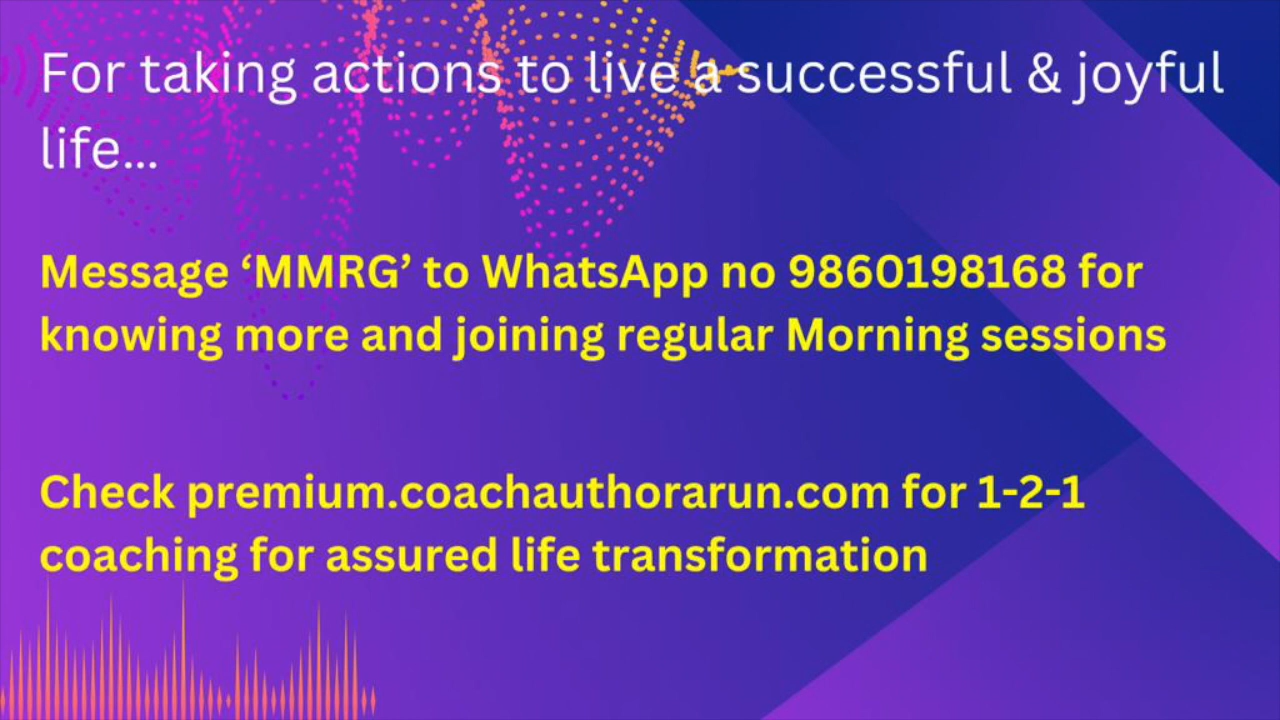 For taking actions to live a successful & joyful
life...
Message ‘MMRG’ to WhatsApp no 9860198168 for
knowing more and joining regular Morning sessions
Check premium.coachauthorarun.com for 1-2-1
coaching for assured life transformation